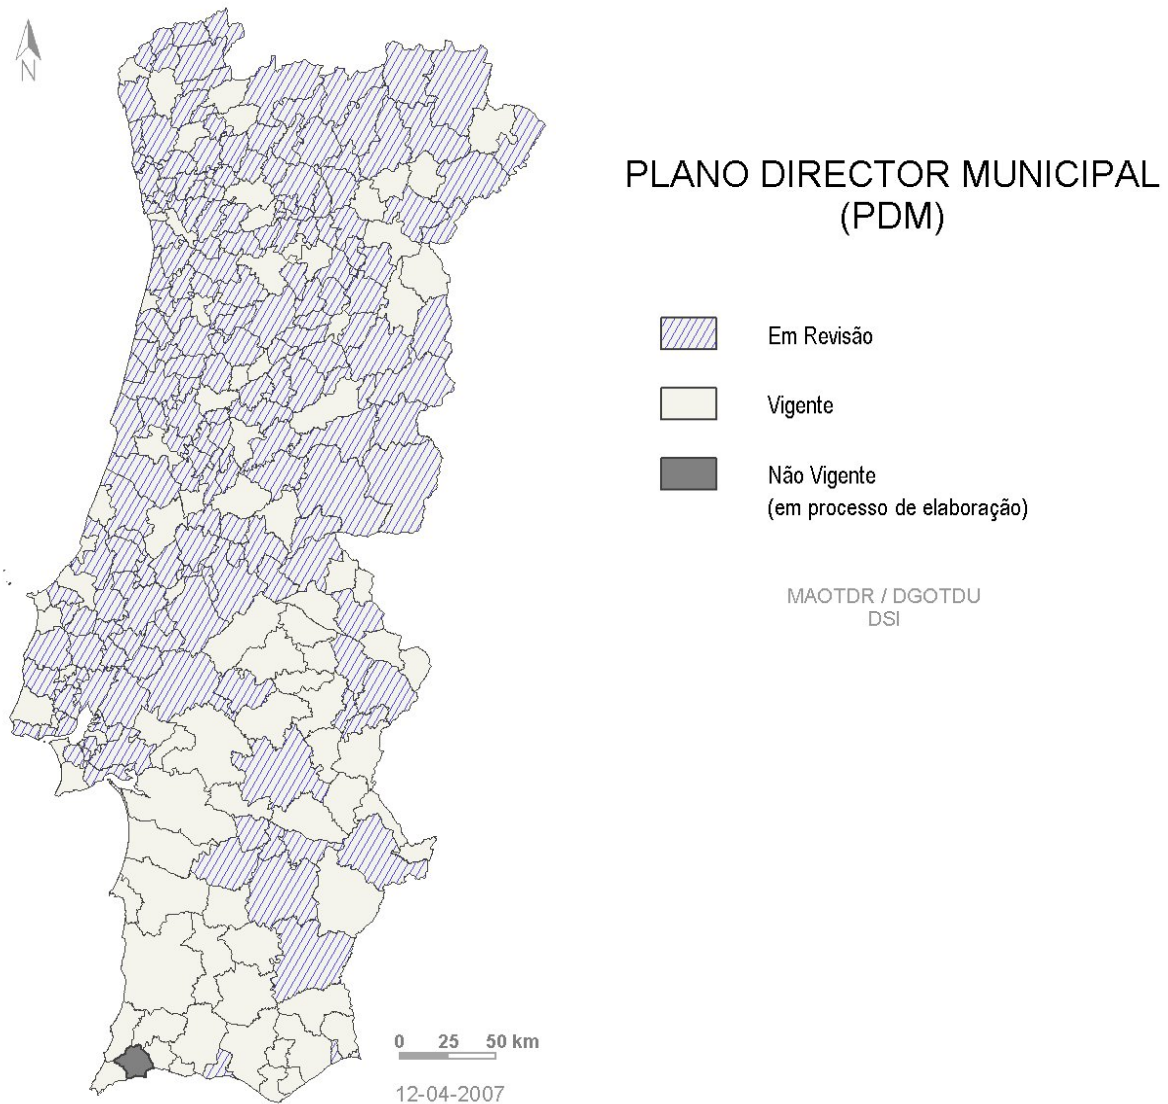 N
PLANO DIRECTOR MUNICIPAL
(PDM)
Em Revisão
Vigente
Não Vigente
(em processo de elaboração)
MAOTDR / DGOTDU
DSI
0 25 50 km
12-04-2007